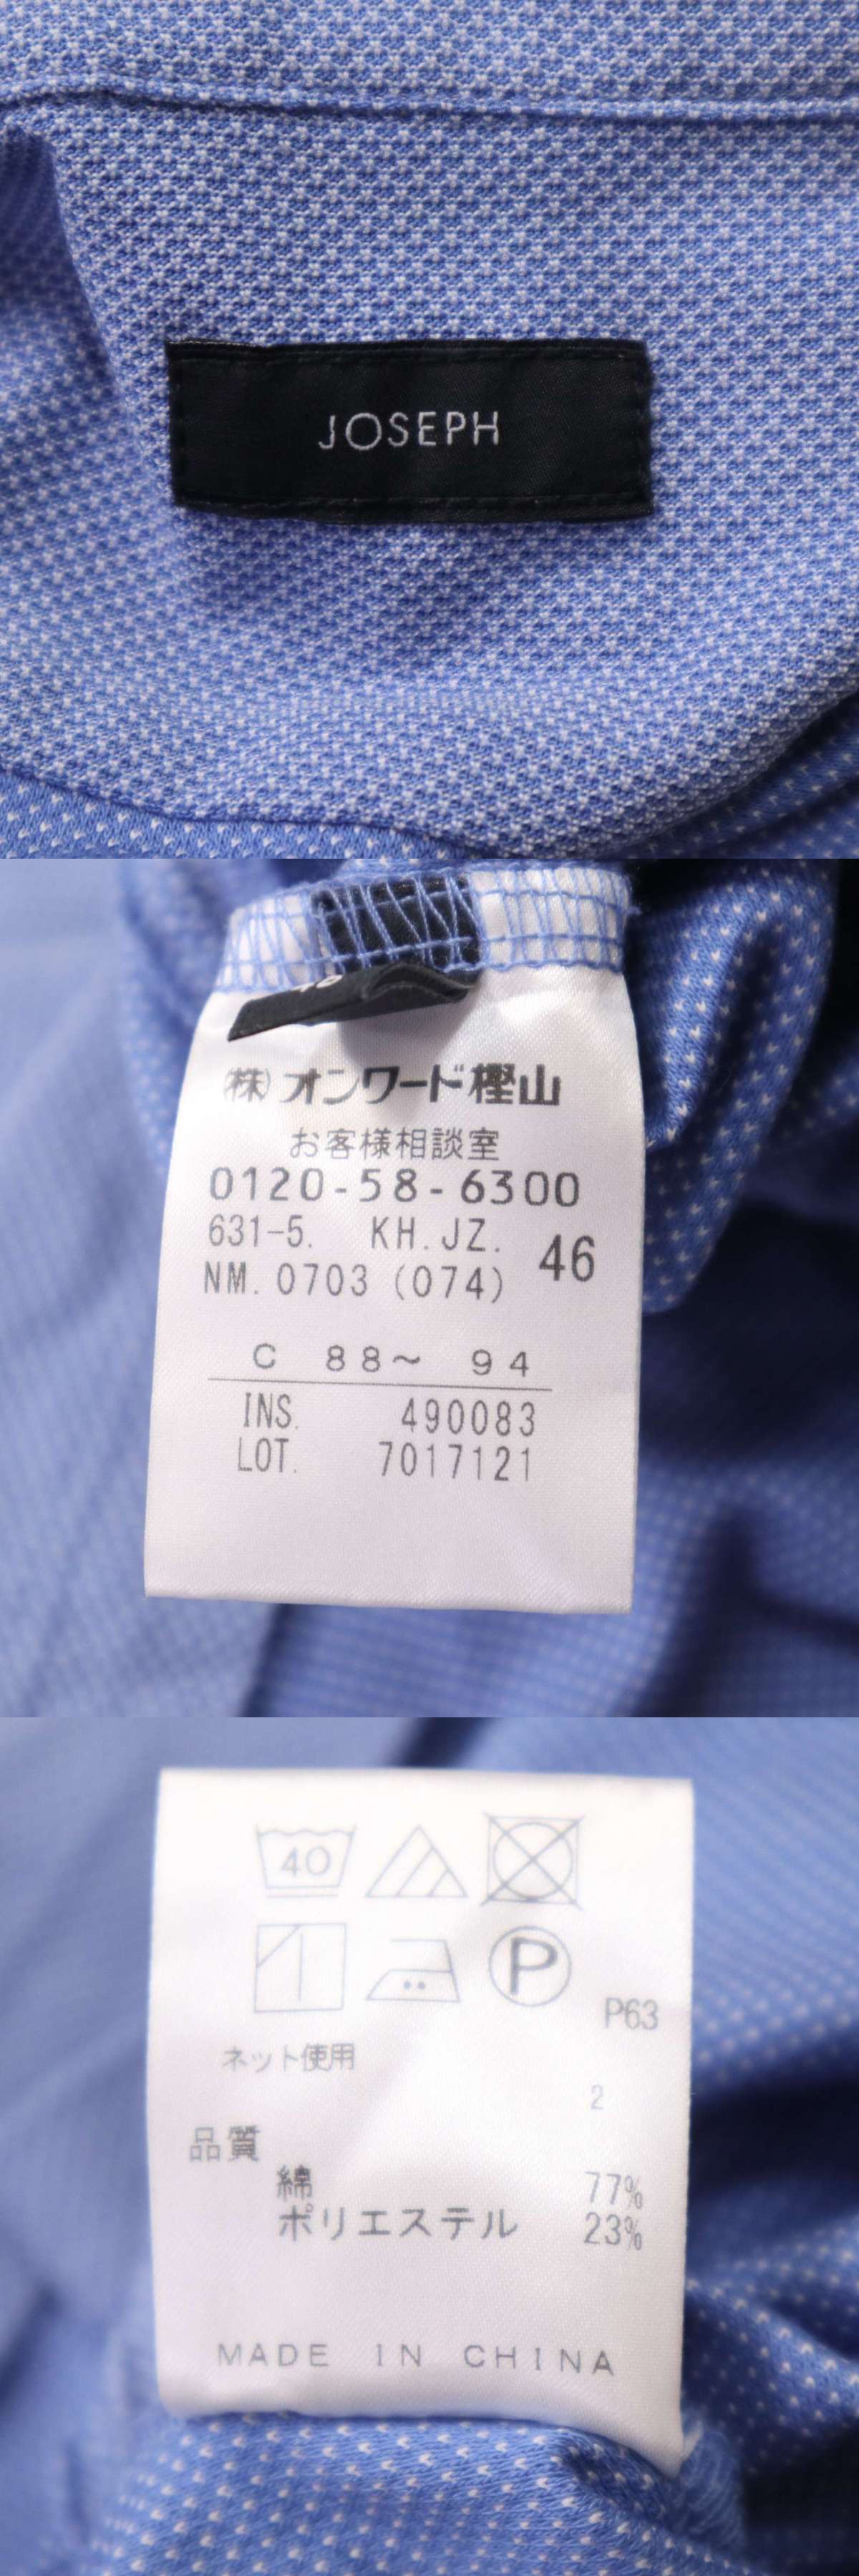 JOSEPH
(株)オンワード樫山
お客様相談室
0120-58-6300
631-5. KH.JZ. 46
NM.0703 (074)
C 88~ 94
INS. 490083
LOT. 7017121
40
P
P63
ネット使用
2
品質
綿 77%
ポリエステル 23%
MADE IN CHINA